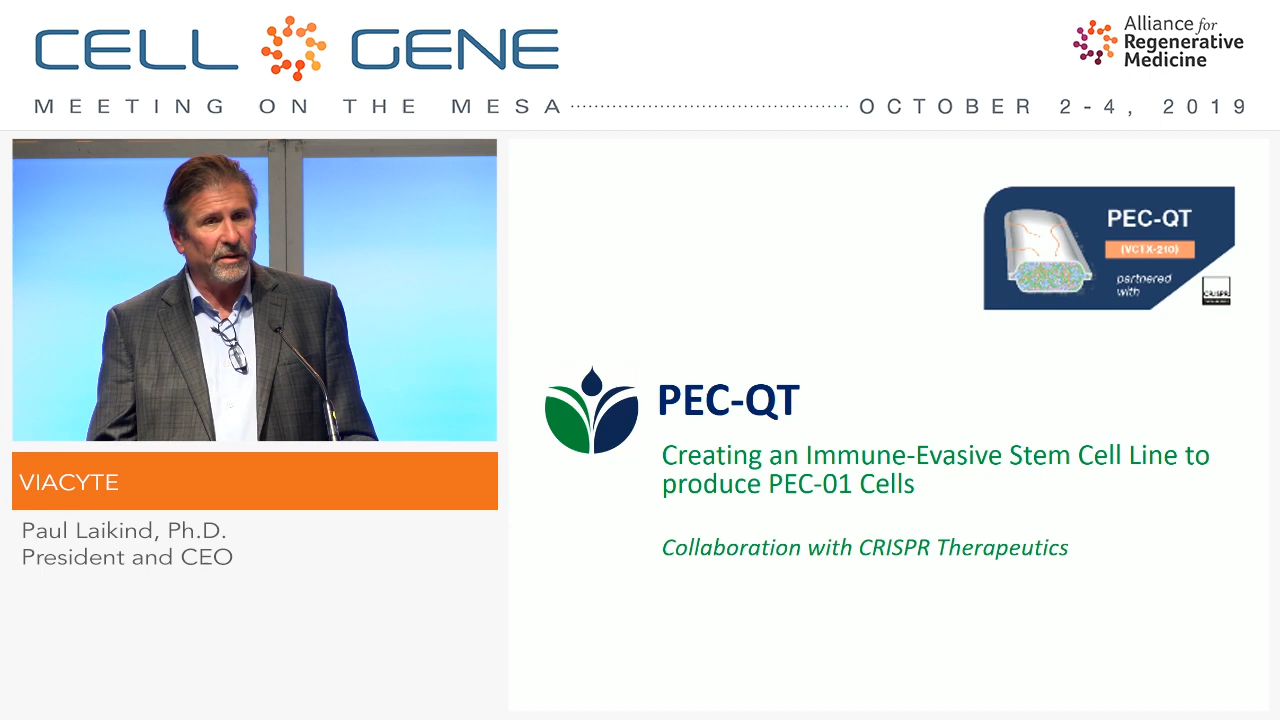 CELL GENE
Alliance for
Regenerative
Medicine
MEETING ON THE MESA
OCTOBER 2-4, 2019
PEC-QT
(VCTX-210)
partnered
with
CRISPR
PEC-QT
Creating an Immune-Evasive Stem Cell Line to
produce PEC-01 Cells
Collaboration with CRISPR Therapeutics
VIACYTE
Paul Laikind, Ph.D.
President and CEO